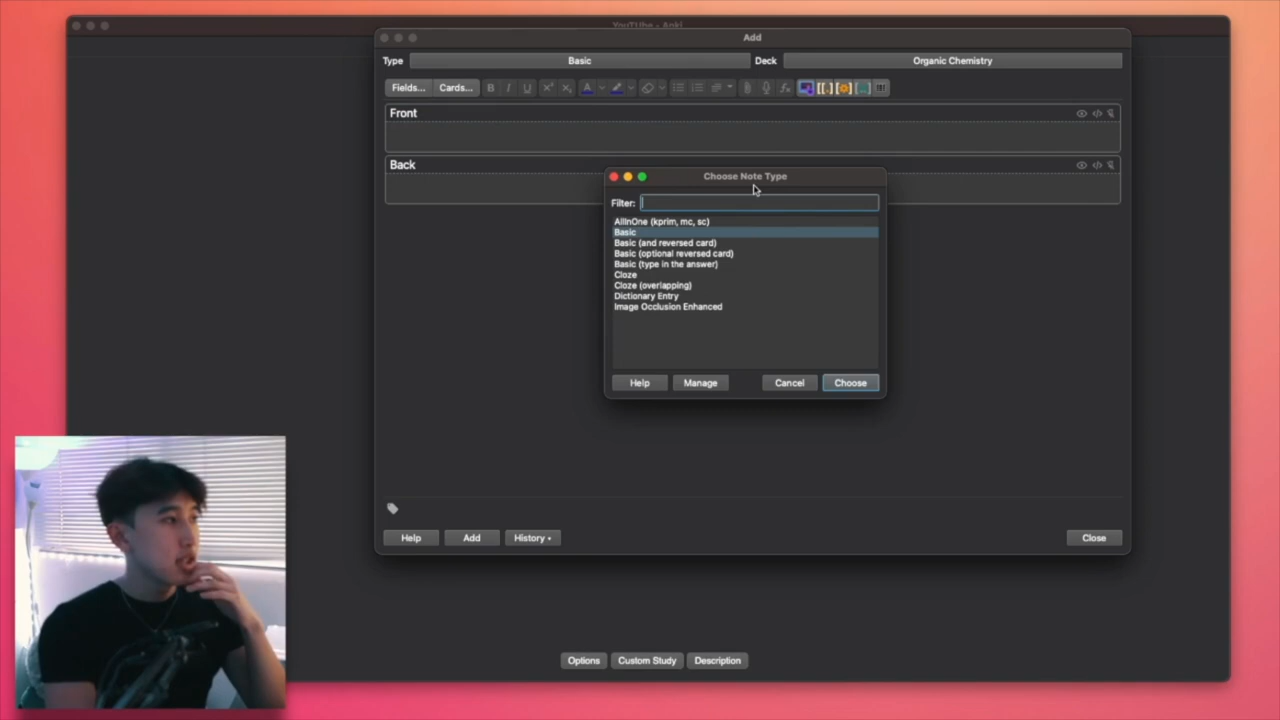 YouTUbe - Anki
Add
Type Basic Deck Organic Chemistry
Fields... Cards... B I U
Front
Back
Choose Note Type
Filter:
AllInOne (kprim, mc, sc)
Basic
Basic (and reversed card)
Basic (optional reversed card)
Basic (type in the answer)
Cloze
Cloze (overlapping)
Dictionary Entry
Image Occlusion Enhanced
Help Manage Cancel Choose
Help Add History Close
Options Custom Study Description